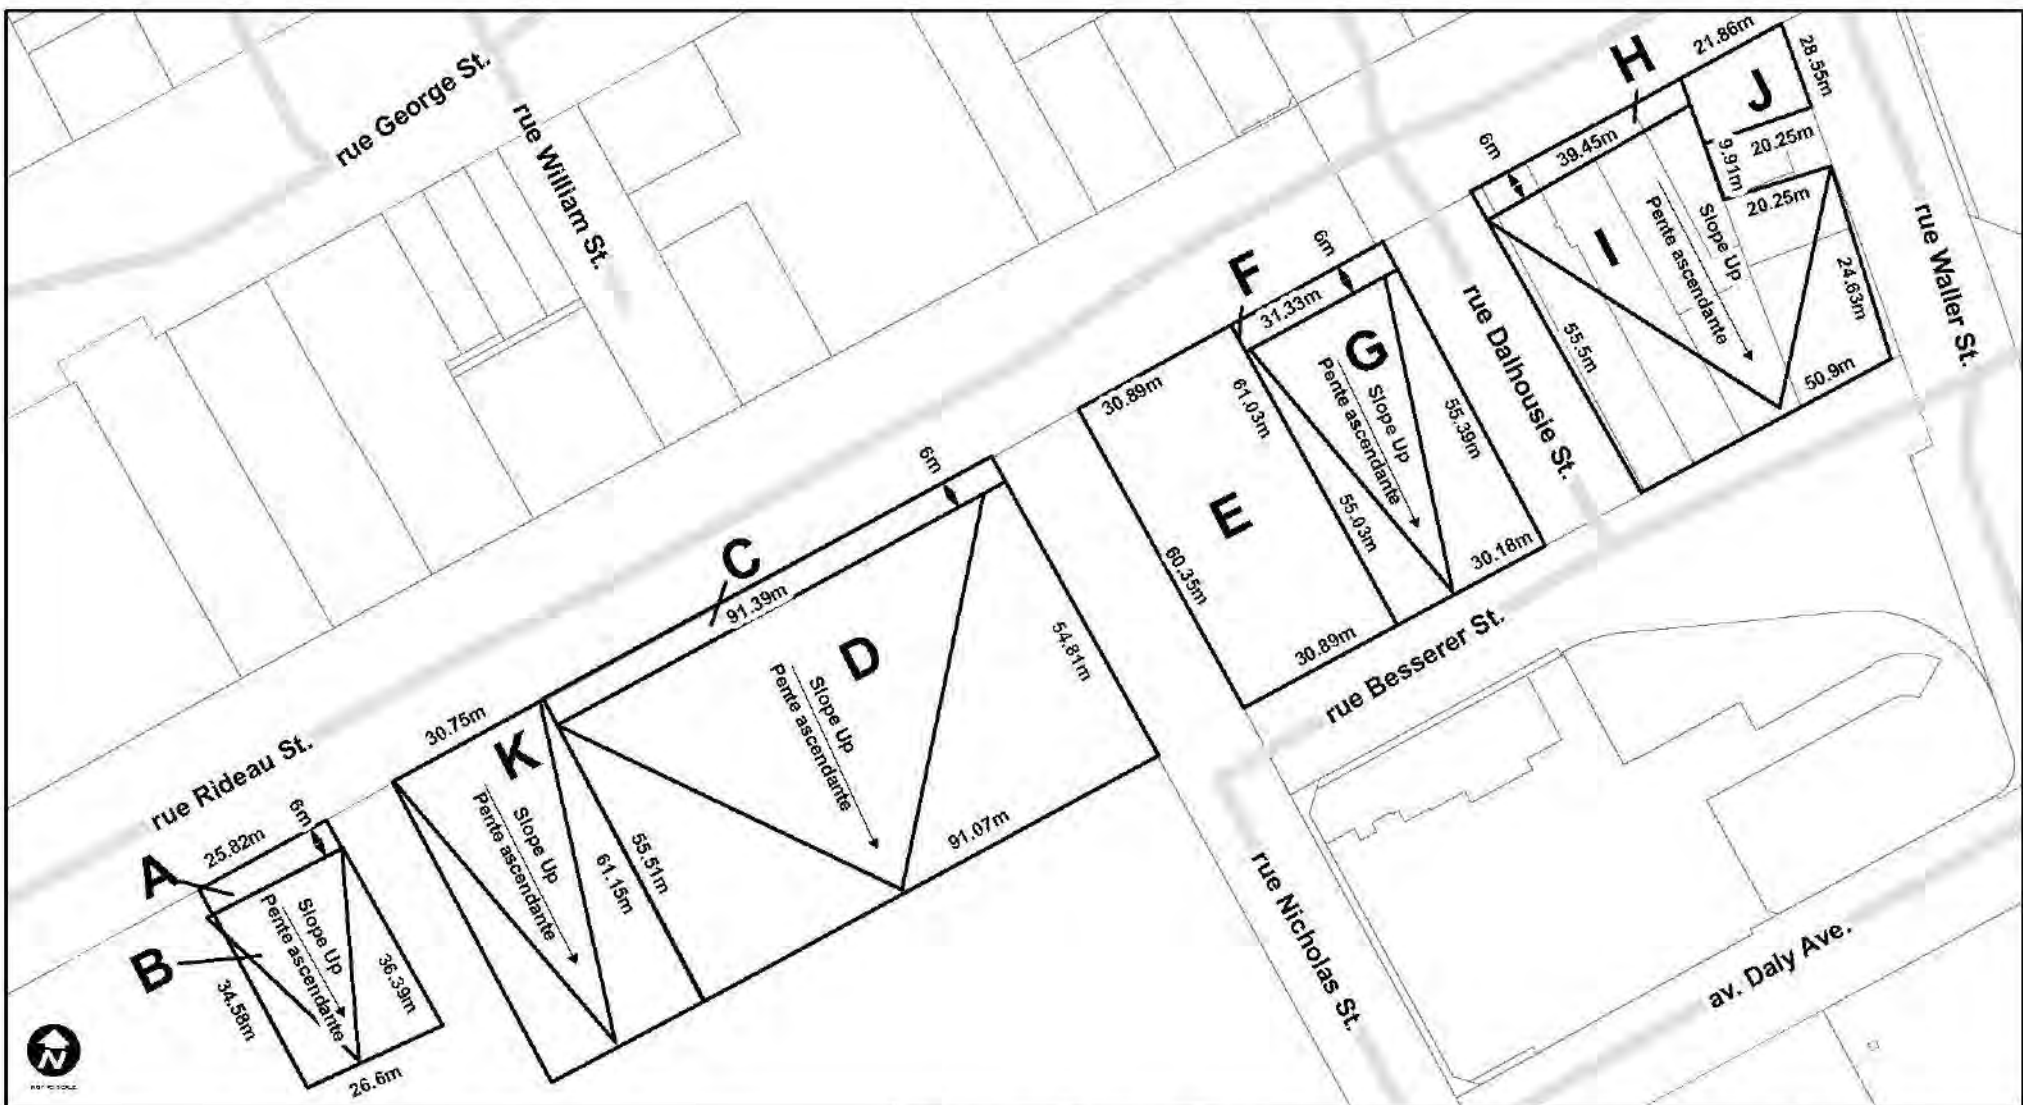 rue George St.
rue William St.
rue Rideau St.
rue Nicholas St.
rue Besserer St.
rue Dalhousie St.
rue Waller St.
av. Daly Ave.
A
25.82m
6m
B
Slope Up
Pente ascendante
34.58m
36.39m
26.6m
K
30.75m
Slope Up
Pente ascendante
61.15m
55.51m
C
91.39m
6m
D
Slope Up
Pente ascendante
54.81m
91.07m
E
30.89m
60.35m
30.89m
61.03m
55.03m
F
31.33m
6m
G
Slope Up
Pente ascendante
55.39m
30.18m
H
39.45m
6m
I
Slope Up
Pente ascendante
55.5m
9.91m
20.25m
24.63m
50.9m
J
21.86m
28.55m
20.25m
N